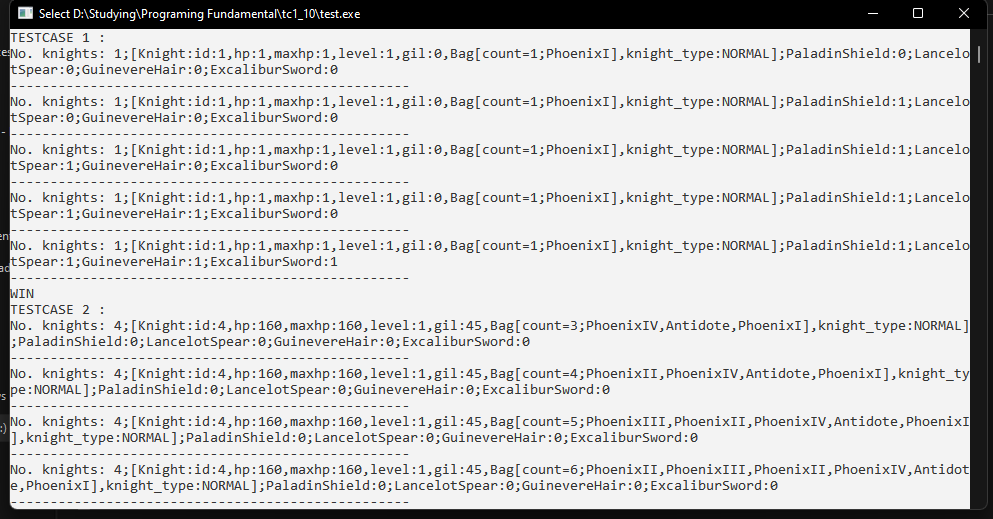 Select D:\Studying\Programing Fundamental\tc1_10\test.exe
TESTCASE 1 :
No. knights: 1;[Knight:id:1,hp:1,maxhp:1,level:1,gil:0,Bag[count=1;PhoenixI],knight_type:NORMAL];PaladinShield:0;Lancelo
tSpear:0;GuinevereHair:0;ExcaliburSword:0
--------------------------------------------------
No. knights: 1;[Knight:id:1,hp:1,maxhp:1,level:1,gil:0,Bag[count=1;PhoenixI],knight_type:NORMAL];PaladinShield:1;Lancelo
tSpear:0;GuinevereHair:0;ExcaliburSword:0
--------------------------------------------------
No. knights: 1;[Knight:id:1,hp:1,maxhp:1,level:1,gil:0,Bag[count=1;PhoenixI],knight_type:NORMAL];PaladinShield:1;Lancelo
tSpear:1;GuinevereHair:0;ExcaliburSword:0
--------------------------------------------------
No. knights: 1;[Knight:id:1,hp:1,maxhp:1,level:1,gil:0,Bag[count=1;PhoenixI],knight_type:NORMAL];PaladinShield:1;Lancelo
tSpear:1;GuinevereHair:1;ExcaliburSword:0
--------------------------------------------------
No. knights: 1;[Knight:id:1,hp:1,maxhp:1,level:1,gil:0,Bag[count=1;PhoenixI],knight_type:NORMAL];PaladinShield:1;Lancelo
tSpear:1;GuinevereHair:1;ExcaliburSword:1
--------------------------------------------------
WIN
TESTCASE 2 :
No. knights: 4;[Knight:id:4,hp:160,maxhp:160,level:1,gil:45,Bag[count=3;PhoenixIV,Antidote,PhoenixI],knight_type:NORMAL]
;PaladinShield:0;LancelotSpear:0;GuinevereHair:0;ExcaliburSword:0
--------------------------------------------------
No. knights: 4;[Knight:id:4,hp:160,maxhp:160,level:1,gil:45,Bag[count=4;PhoenixII,PhoenixIV,Antidote,PhoenixI],knight_ty
pe:NORMAL];PaladinShield:0;LancelotSpear:0;GuinevereHair:0;ExcaliburSword:0
--------------------------------------------------
No. knights: 4;[Knight:id:4,hp:160,maxhp:160,level:1,gil:45,Bag[count=5;PhoenixIII,PhoenixII,PhoenixIV,Antidote,PhoenixI
],knight_type:NORMAL];PaladinShield:0;LancelotSpear:0;GuinevereHair:0;ExcaliburSword:0
--------------------------------------------------
No. knights: 4;[Knight:id:4,hp:160,maxhp:160,level:1,gil:45,Bag[count=6;PhoenixII,PhoenixIII,PhoenixII,PhoenixIV,Antidot
e,PhoenixI],knight_type:NORMAL];PaladinShield:0;LancelotSpear:0;GuinevereHair:0;ExcaliburSword:0
--------------------------------------------------